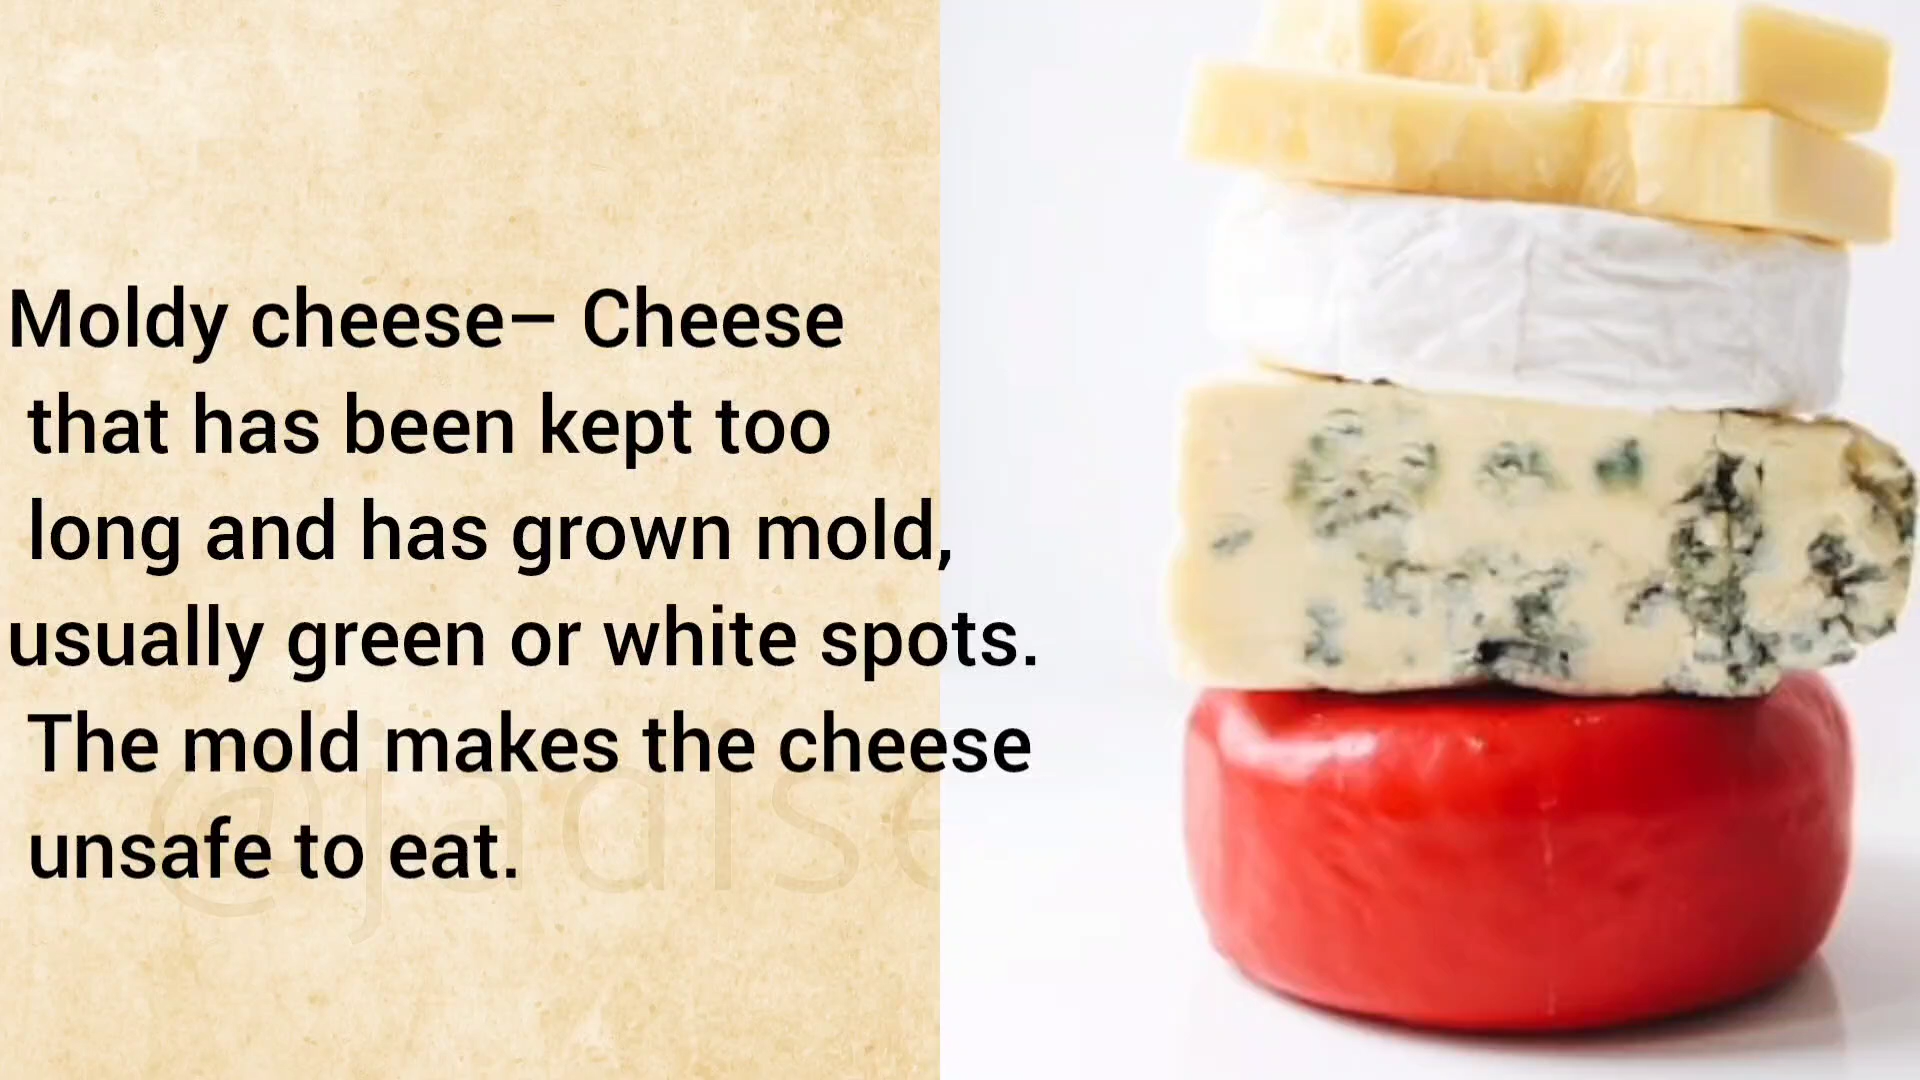 Moldy cheese– Cheese
that has been kept too
long and has grown mold,
usually green or white spots.
The mold makes the cheese
unsafe to eat.
@jadise